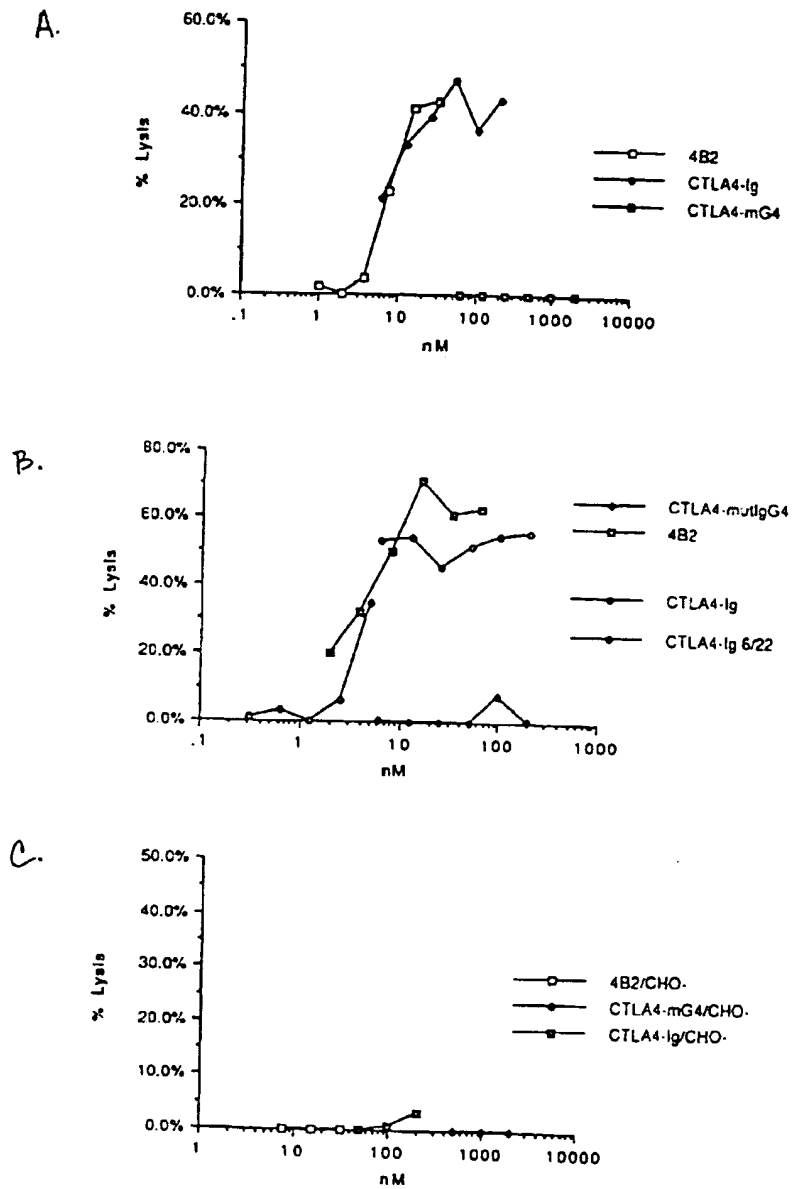 A.
60.0%
40.0%
20.0%
0.0%
% Lysis
.1 1 10 100 1000 10000
nM
4B2
CTLA4-Ig
CTLA4-mG4
B.
80.0%
60.0%
40.0%
20.0%
0.0%
% Lysis
.1 1 10 100 1000
nM
CTLA4-mutIgG4
4B2
CTLA4-Ig
CTLA4-Ig 6/22
C.
50.0%
40.0%
30.0%
20.0%
10.0%
0.0%
% Lysis
1 10 100 1000 10000
nM
4B2/CHO-
CTLA4-mG4/CHO-
CTLA4-Ig/CHO-